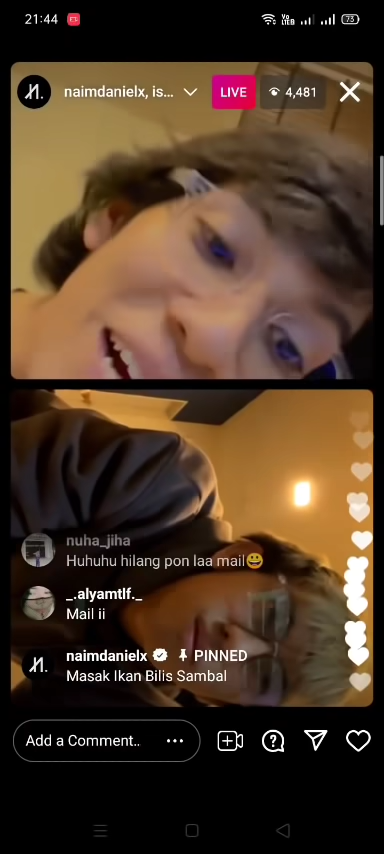 21:44
73
naimdanielx, is...
LIVE
4,481
nuha_jiha
Huhuhu hilang pon laa mail😀
_.alyamtlf._
Mail ii
naimdanielx PINNED
Masak Ikan Bilis Sambal
Add a Comment..